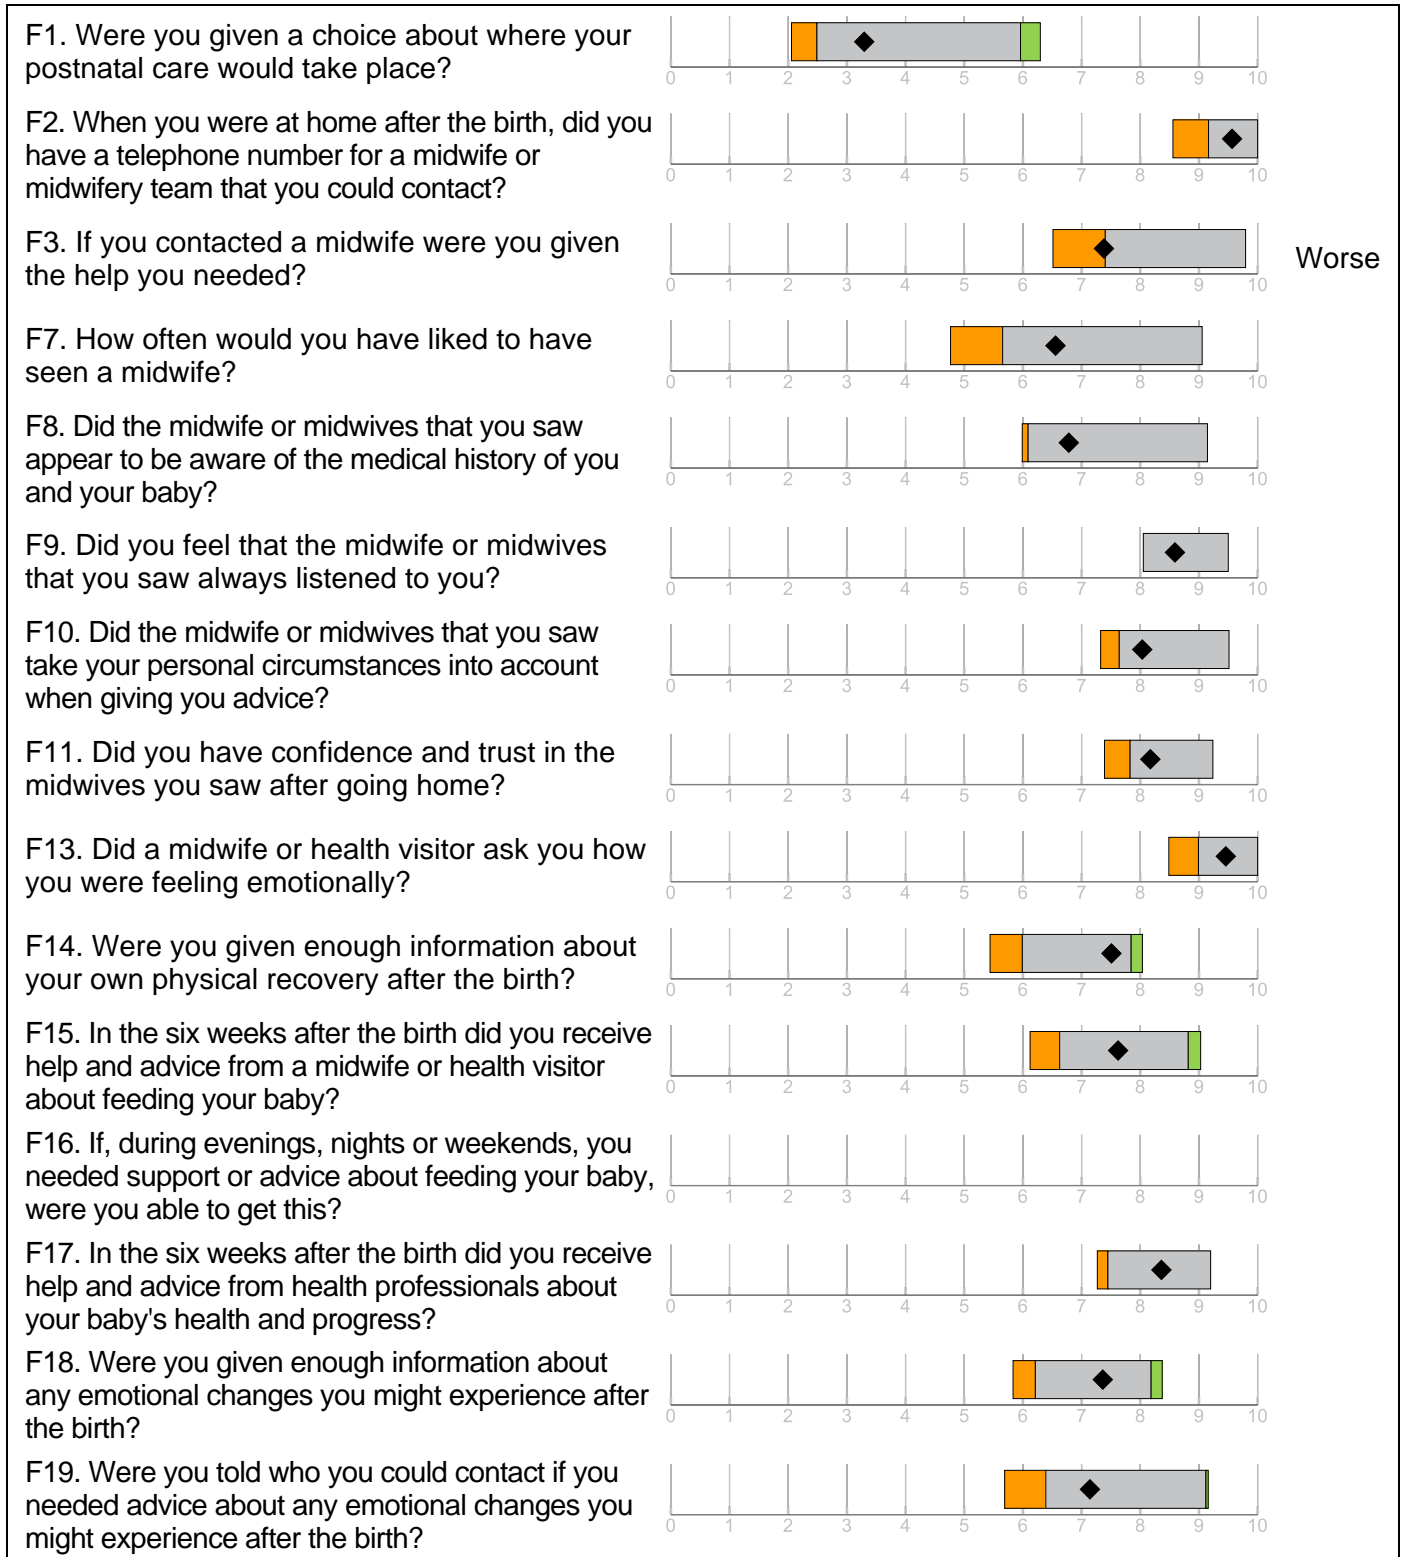 F1. Were you given a choice about where your
postnatal care would take place?
0 1 2 3 4 5 6 7 8 9 10
F2. When you were at home after the birth, did you
have a telephone number for a midwife or
midwifery team that you could contact?
0 1 2 3 4 5 6 7 8 9 10
F3. If you contacted a midwife were you given
the help you needed?
Worse
0 1 2 3 4 5 6 7 8 9 10
F7. How often would you have liked to have
seen a midwife?
0 1 2 3 4 5 6 7 8 9 10
F8. Did the midwife or midwives that you saw
appear to be aware of the medical history of you
and your baby?
0 1 2 3 4 5 6 7 8 9 10
F9. Did you feel that the midwife or midwives
that you saw always listened to you?
0 1 2 3 4 5 6 7 8 9 10
F10. Did the midwife or midwives that you saw
take your personal circumstances into account
when giving you advice?
0 1 2 3 4 5 6 7 8 9 10
F11. Did you have confidence and trust in the
midwives you saw after going home?
0 1 2 3 4 5 6 7 8 9 10
F13. Did a midwife or health visitor ask you how
you were feeling emotionally?
0 1 2 3 4 5 6 7 8 9 10
F14. Were you given enough information about
your own physical recovery after the birth?
0 1 2 3 4 5 6 7 8 9 10
F15. In the six weeks after the birth did you receive
help and advice from a midwife or health visitor
about feeding your baby?
0 1 2 3 4 5 6 7 8 9 10
F16. If, during evenings, nights or weekends, you
needed support or advice about feeding your baby,
were you able to get this?
0 1 2 3 4 5 6 7 8 9 10
F17. In the six weeks after the birth did you receive
help and advice from health professionals about
your baby's health and progress?
0 1 2 3 4 5 6 7 8 9 10
F18. Were you given enough information about
any emotional changes you might experience after
the birth?
0 1 2 3 4 5 6 7 8 9 10
F19. Were you told who you could contact if you
needed advice about any emotional changes you
might experience after the birth?
0 1 2 3 4 5 6 7 8 9 10